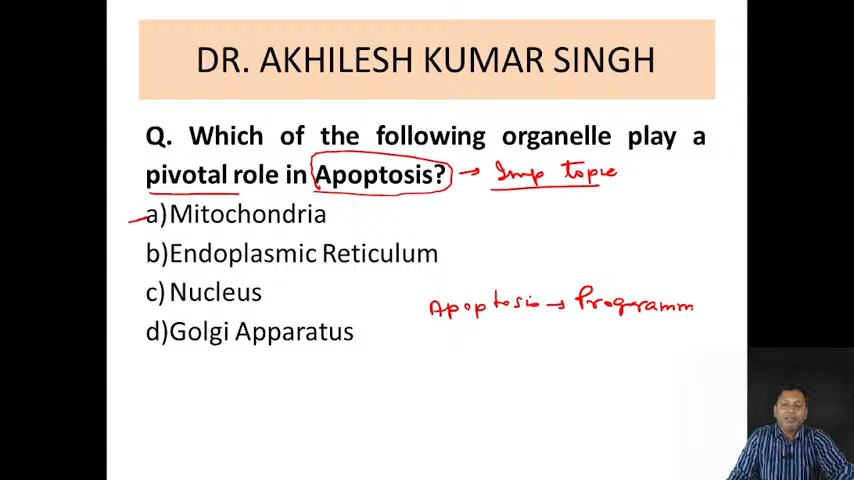 DR. AKHILESH KUMAR SINGH
Q. Which of the following organelle play a
pivotal role in Apoptosis? → Imp topic
a) Mitochondria
b) Endoplasmic Reticulum
c) Nucleus
Apoptosis → Programm
d) Golgi Apparatus